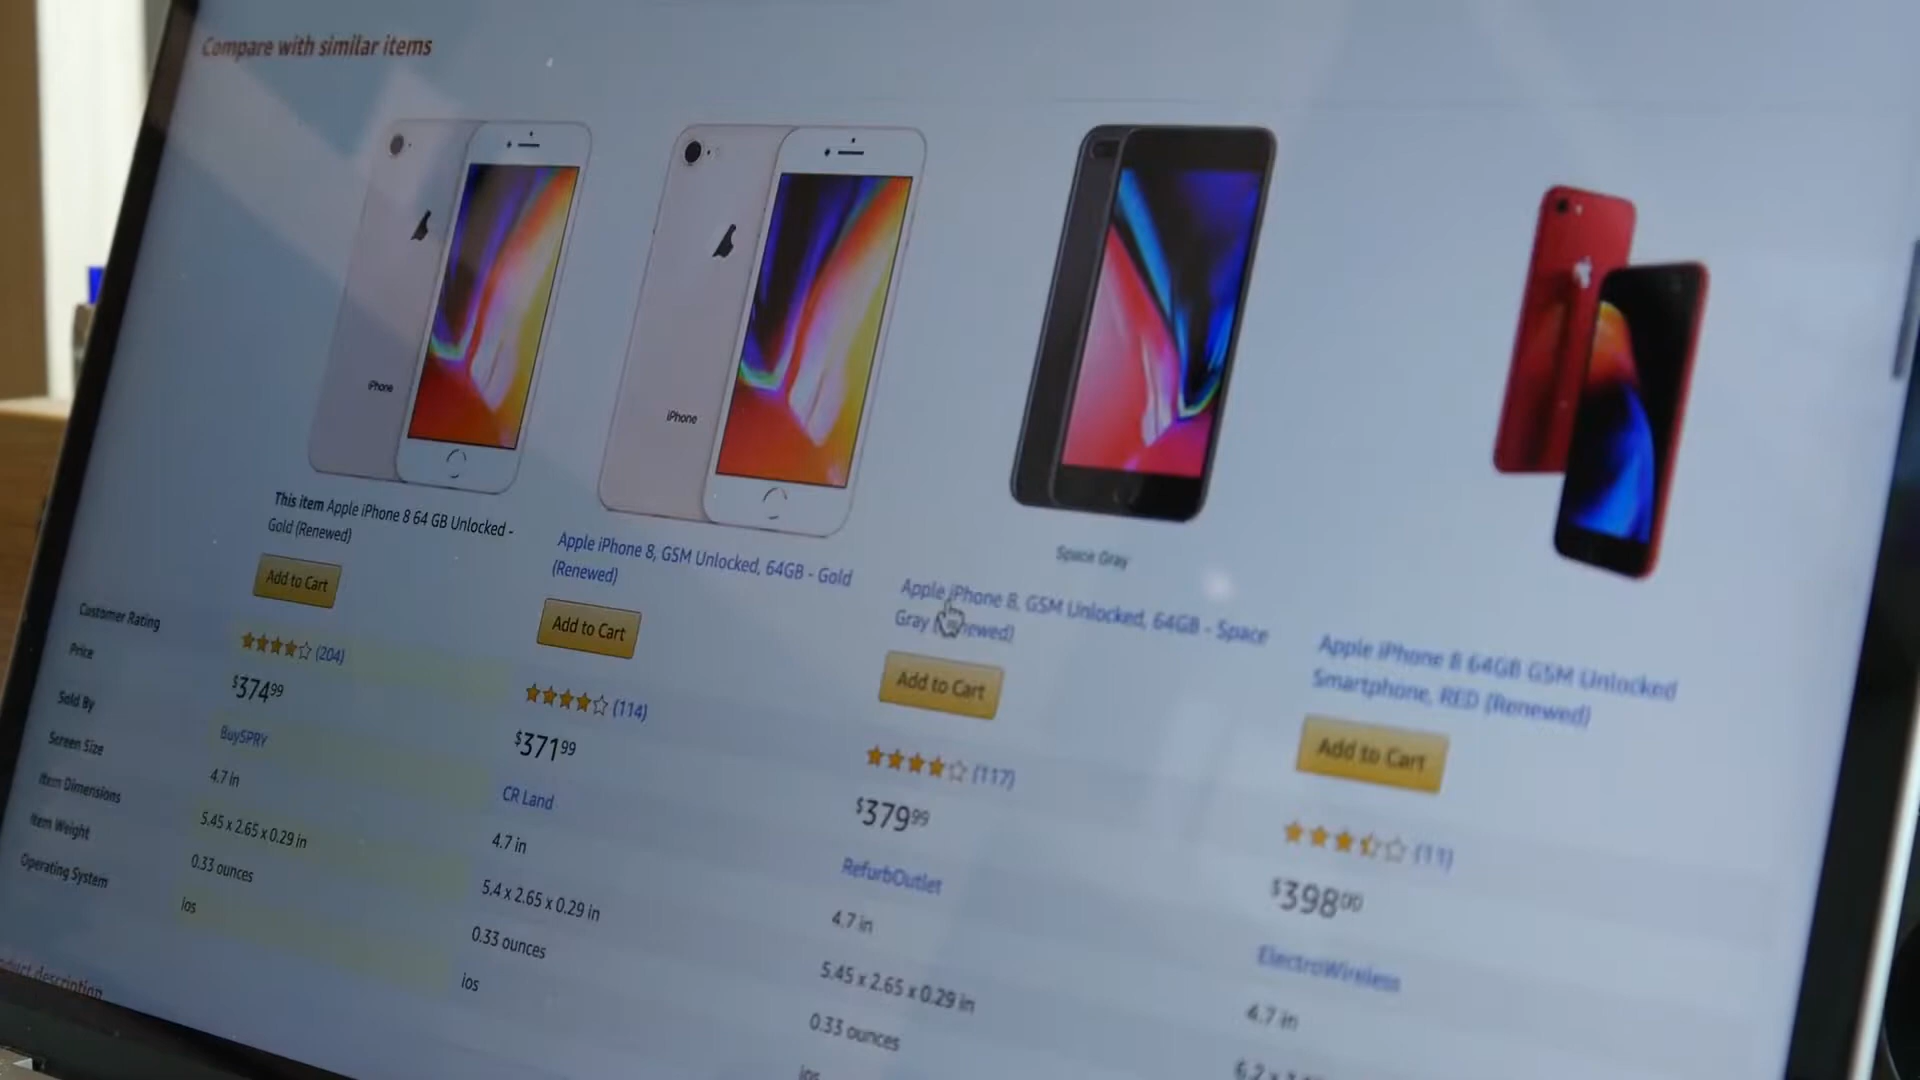 Compare with similar items
iPhone
iPhone
Space Gray
This item Apple iPhone 8 64 GB Unlocked -
Gold (Renewed)
Apple iPhone 8, GSM Unlocked, 64GB - Gold
(Renewed)
Apple iPhone 8, GSM Unlocked, 64GB - Space
Gray (Renewed)
Apple iPhone 8 64GB GSM Unlocked
Smartphone, RED (Renewed)
Add to Cart
Add to Cart
Add to Cart
Add to Cart
Customer Rating
(204)
(114)
(117)
(11)
Price
$374.99
$371.99
$379.99
$398.00
Sold By
BuySPRY
CR Land
RefurbOutlet
ElectroWireless
Screen Size
4.7 in
4.7 in
4.7 in
4.7 in
Item Dimensions
5.45 x 2.65 x 0.29 in
5.4 x 2.65 x 0.29 in
5.45 x 2.65 x 0.29 in
Item Weight
0.33 ounces
0.33 ounces
0.33 ounces
Operating System
ios
ios
ios
description